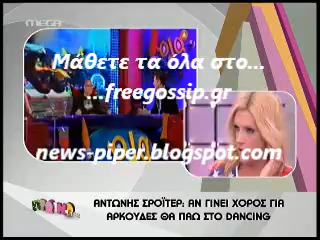 MEGA
Μάθετε τα όλα στο...
...freegossip.gr
news-piper.blogspot.com
ΑΝΤΩΝΗΣ ΣΡΟΪΤΕΡ: ΑΝ ΓΙΝΕΙ ΧΟΡΟΣ ΓΙΑ
ΑΡΚΟΥΔΕΣ ΘΑ ΠΑΩ ΣΤΟ DANCING